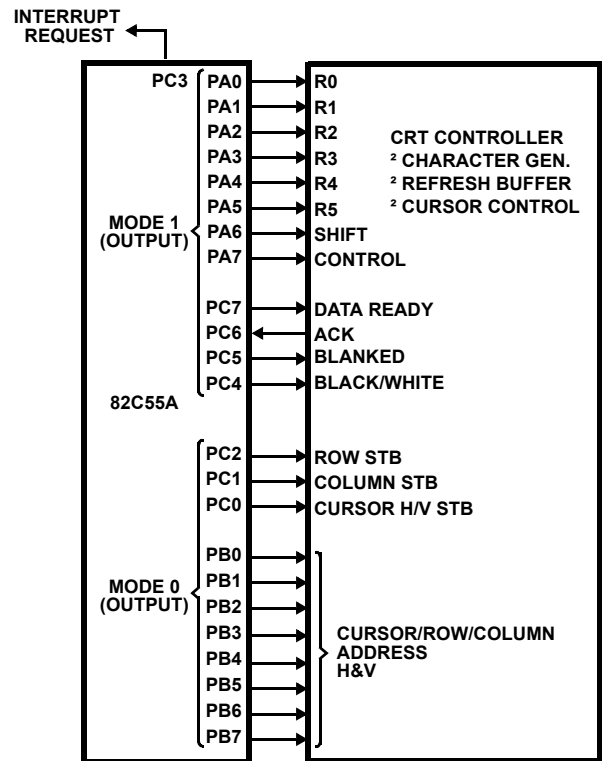 INTERRUPT
REQUEST
PC3 PA0 R0
PA1 R1
PA2 R2
CRT CONTROLLER
PA3 R3
² CHARACTER GEN.
PA4 R4
² REFRESH BUFFER
PA5 R5
² CURSOR CONTROL
MODE 1
(OUTPUT)
PA6 SHIFT
PA7 CONTROL
PC7 DATA READY
PC6 ACK
PC5 BLANKED
PC4 BLACK/WHITE
82C55A
PC2 ROW STB
PC1 COLUMN STB
PC0 CURSOR H/V STB
PB0
PB1
MODE 0
(OUTPUT)
PB2
PB3
PB4
PB5
PB6
PB7
CURSOR/ROW/COLUMN
ADDRESS
H&V